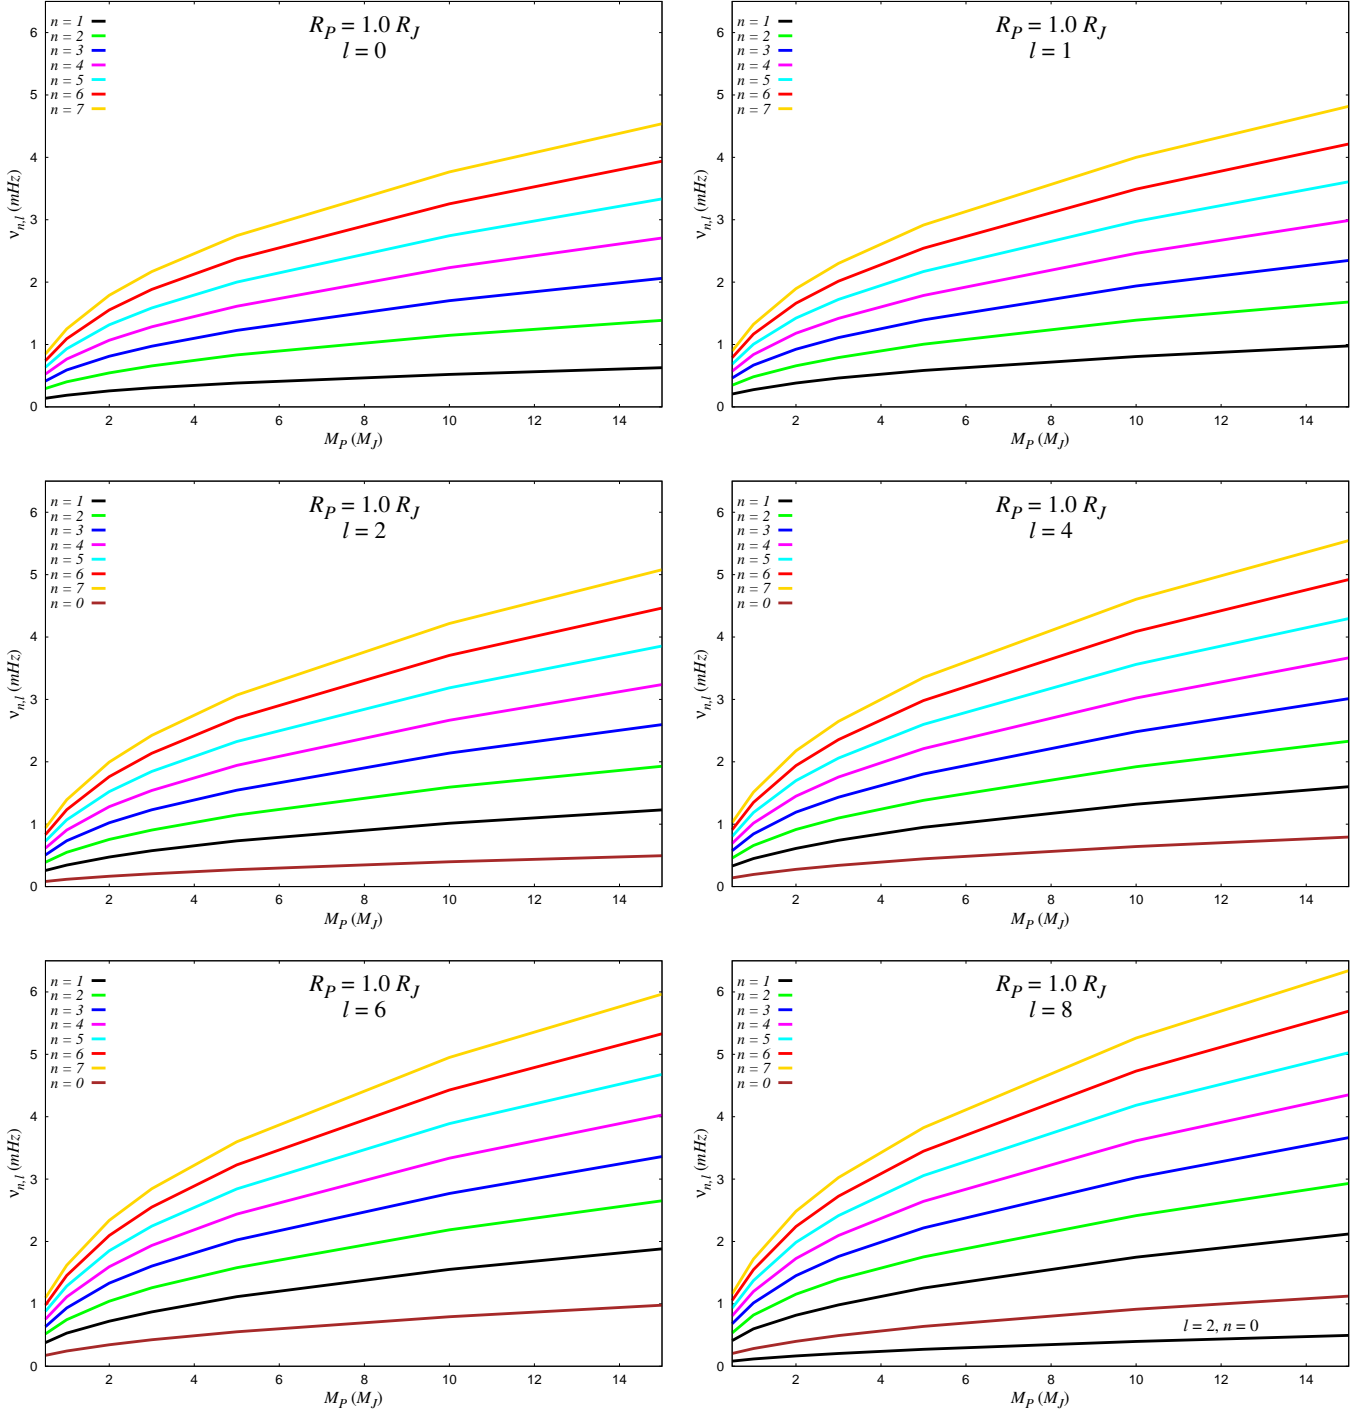 R_P = 1.0 R_J
l = 0
n = 1
n = 2
n = 3
n = 4
n = 5
n = 6
n = 7
6
5
4
3
2
1
0
ν_{n,l} (mHz)
2 4 6 8 10 12 14
M_P (M_J)
R_P = 1.0 R_J
l = 1
n = 1
n = 2
n = 3
n = 4
n = 5
n = 6
n = 7
6
5
4
3
2
1
0
ν_{n,l} (mHz)
2 4 6 8 10 12 14
M_P (M_J)
R_P = 1.0 R_J
l = 2
n = 1
n = 2
n = 3
n = 4
n = 5
n = 6
n = 7
n = 0
6
5
4
3
2
1
0
ν_{n,l} (mHz)
2 4 6 8 10 12 14
M_P (M_J)
R_P = 1.0 R_J
l = 4
n = 1
n = 2
n = 3
n = 4
n = 5
n = 6
n = 7
n = 0
6
5
4
3
2
1
0
ν_{n,l} (mHz)
2 4 6 8 10 12 14
M_P (M_J)
R_P = 1.0 R_J
l = 6
n = 1
n = 2
n = 3
n = 4
n = 5
n = 6
n = 7
n = 0
6
5
4
3
2
1
0
ν_{n,l} (mHz)
2 4 6 8 10 12 14
M_P (M_J)
R_P = 1.0 R_J
l = 8
n = 1
n = 2
n = 3
n = 4
n = 5
n = 6
n = 7
n = 0
6
5
4
3
2
1
0
ν_{n,l} (mHz)
l = 2, n = 0
2 4 6 8 10 12 14
M_P (M_J)